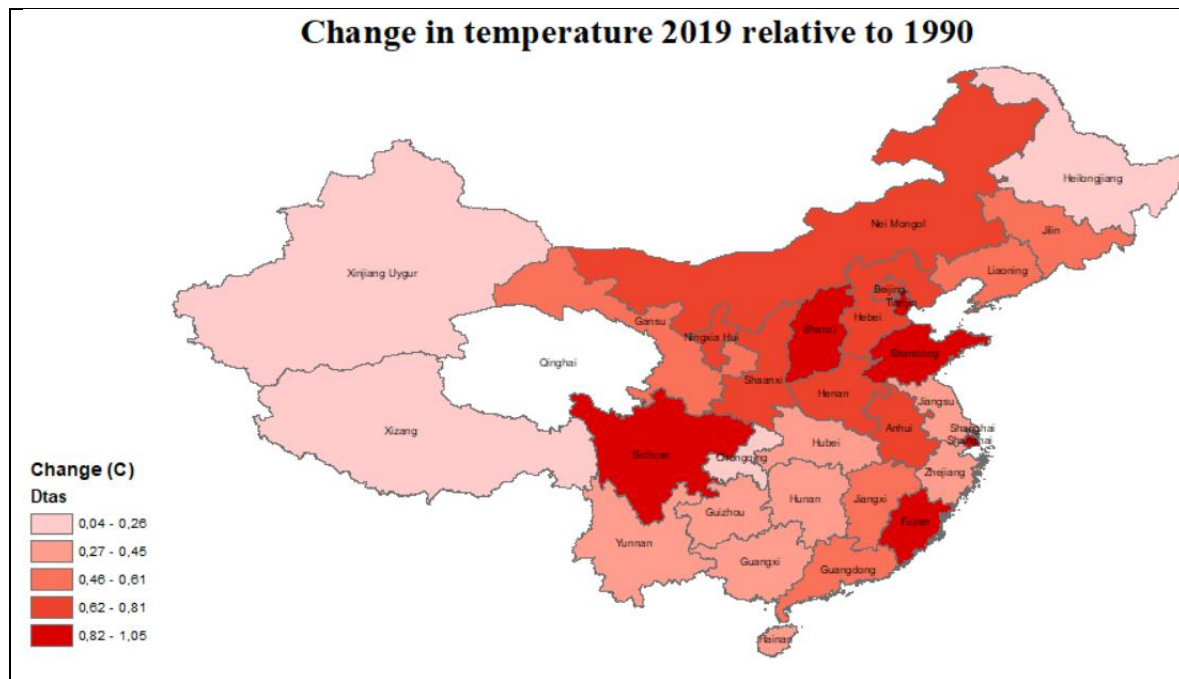 Change in temperature 2019 relative to 1990
Heilongjiang
Nei Mongol
Jilin
Xinjiang Uygur
Liaoning
Beijing
Tianjin
Gansu
Hebei
Ningxia Hui
Shanxi
Qinghai
Shandong
Shaanxi
Henan
Jiangsu
Xizang
Anhui
Shanghai
Shanghai
Hubei
Sichuan
Chongqing
Zhejiang
Hunan
Jiangxi
Guizhou
Fujian
Yunnan
Guangxi
Guangdong
Hainan
Change (C)
Dtas
0,04 - 0,26
0,27 - 0,45
0,46 - 0,61
0,62 - 0,81
0,82 - 1,05